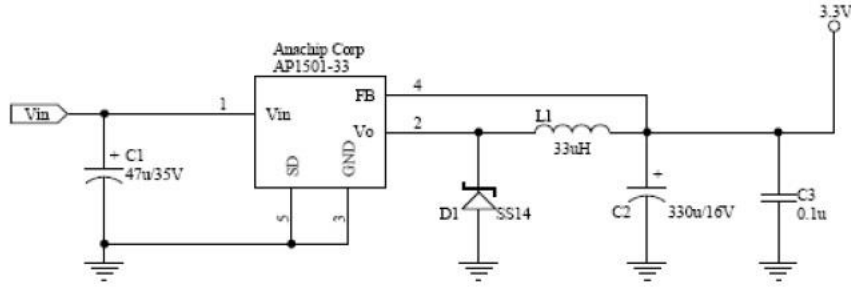 3.3V
Anachip Corp
AP1501-33
Vin
1
Vin
FB
4
Vo
2
L1
33uH
SD
GND
5
3
+
C1
47u/35V
D1
SS14
+
C2
330u/16V
C3
0.1u